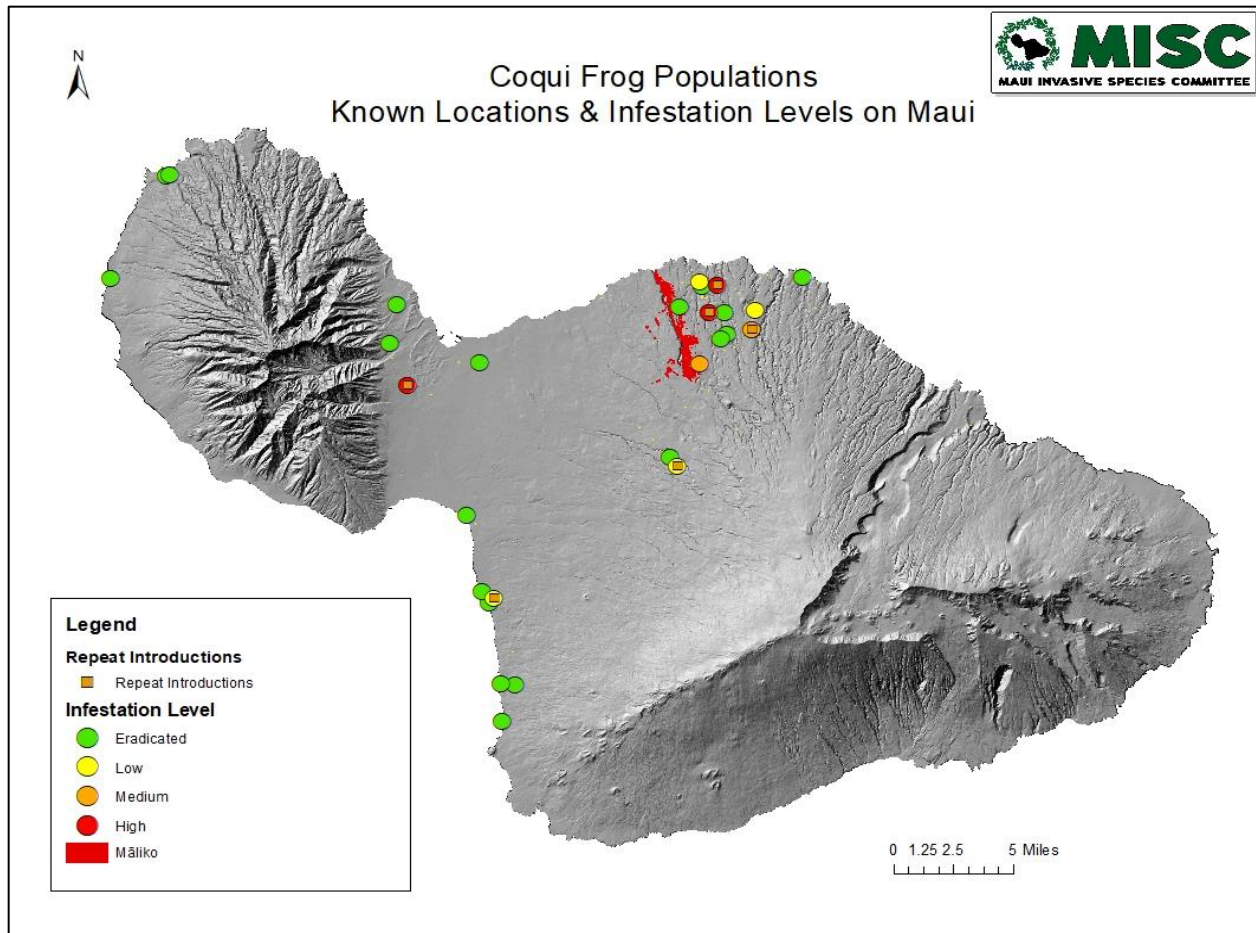 N
MISC
MAUI INVASIVE SPECIES COMMITTEE
Coqui Frog Populations
Known Locations & Infestation Levels on Maui
Legend
Repeat Introductions
Repeat Introductions
Infestation Level
Eradicated
Low
Medium
High
Māliko
0 1.25 2.5 5 Miles